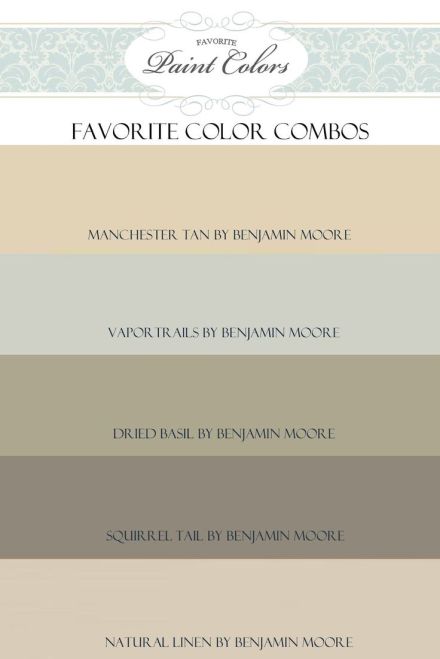 FAVORITE
Paint Colors
FAVORITE COLOR COMBOS
MANCHESTER TAN BY BENJAMIN MOORE
VAPORTRAILS BY BENJAMIN MOORE
DRIED BASIL BY BENJAMIN MOORE
SQUIRREL TAIL BY BENJAMIN MOORE
NATURAL LINEN BY BENJAMIN MOORE